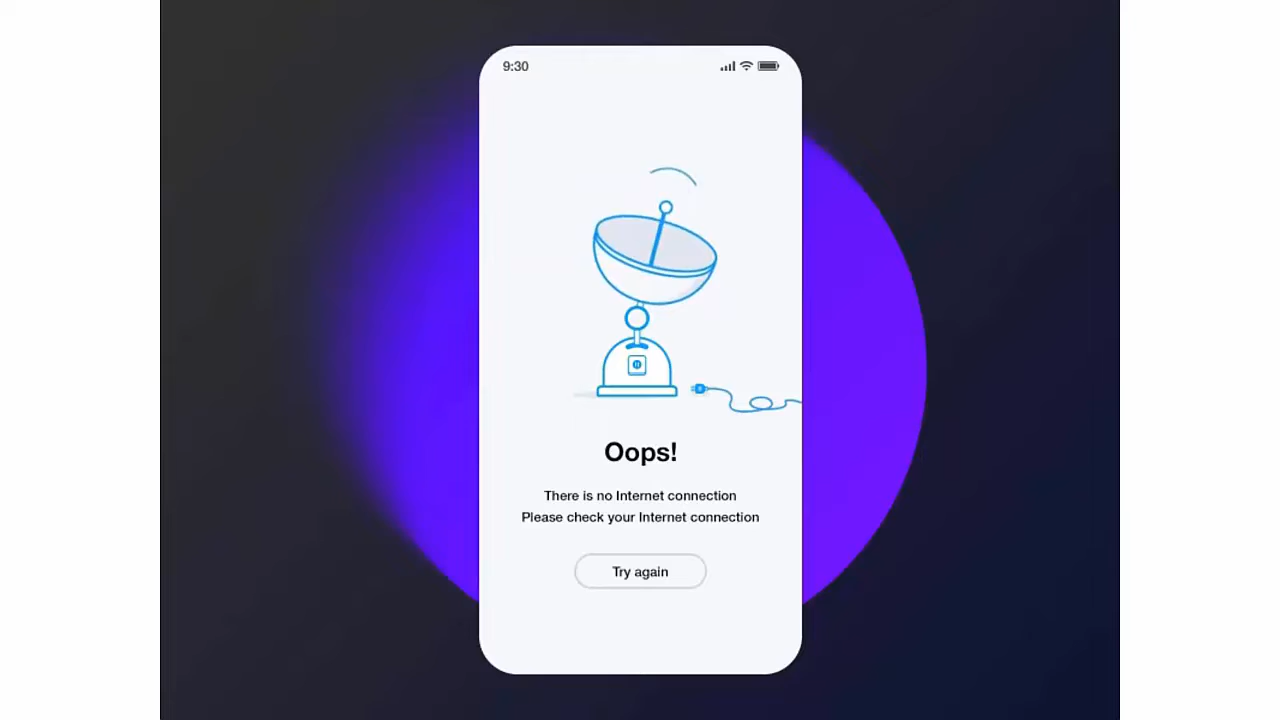 9:30
Oops!
There is no Internet connection
Please check your Internet connection
Try again